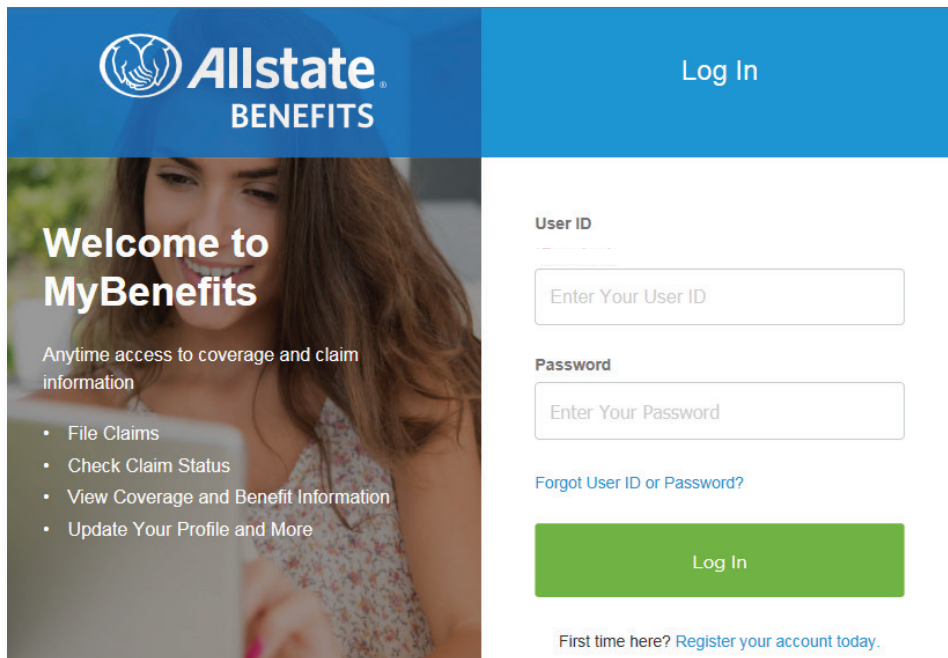 Allstate®
BENEFITS
Log In
Welcome to
MyBenefits
Anytime access to coverage and claim
information
• File Claims
• Check Claim Status
• View Coverage and Benefit Information
• Update Your Profile and More
User ID
Enter Your User ID
Password
Enter Your Password
Forgot User ID or Password?
Log In
First time here? Register your account today.